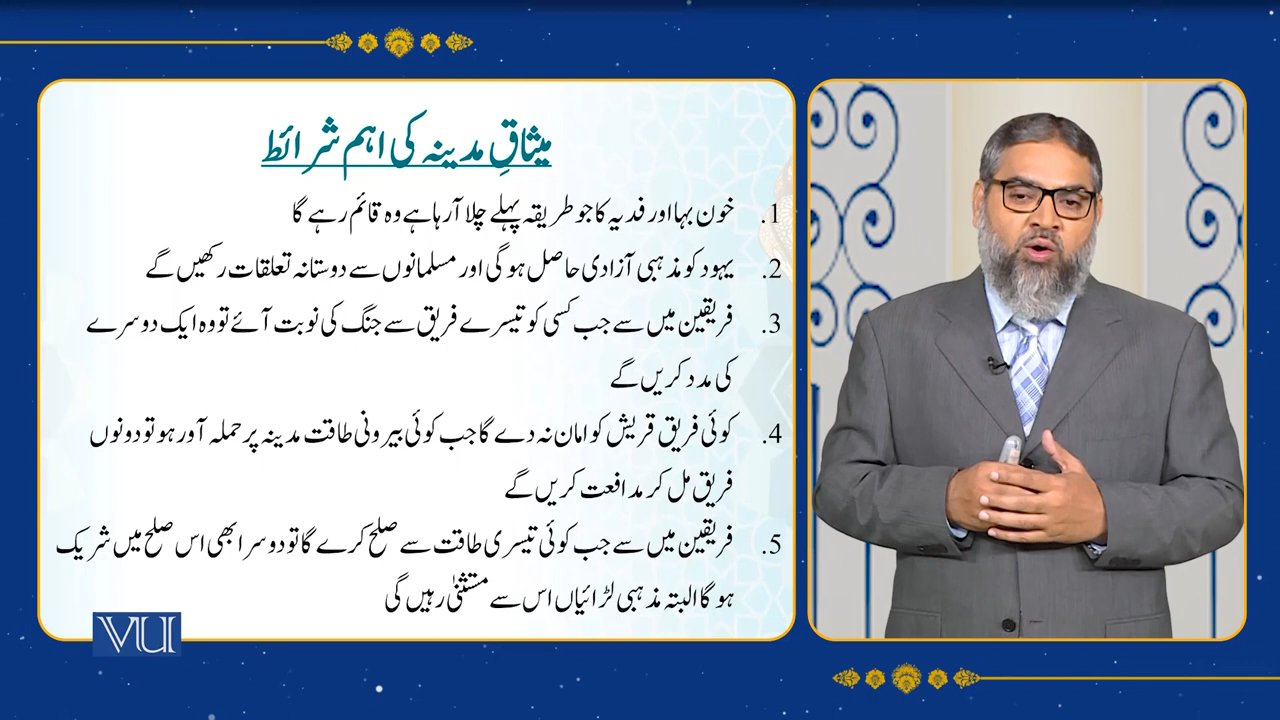 میثاقِ مدینہ کی اہم شرائط
1. خون بہا اور فدیہ کا جو طریقہ پہلے چلا آرہا ہے وہ قائم رہے گا
2. یہود کو مذہبی آزادی حاصل ہوگی اور مسلمانوں سے دوستانہ تعلقات رکھیں گے
3. فریقین میں سے جب کسی کو تیسرے فریق سے جنگ کی نوبت آئے تو وہ ایک دوسرے
کی مدد کریں گے
4. کوئی فریق قریش کو امان نہ دے گا جب کوئی بیرونی طاقت مدینہ پر حملہ آور ہو تو دونوں
فریق مل کر مدافعت کریں گے
5. فریقین میں سے جب کوئی تیسری طاقت سے صلح کرے گا تو دوسرا بھی اس صلح میں شریک
ہوگا البتہ مذہبی لڑائیاں اس سے مستثنیٰ رہیں گی
VU